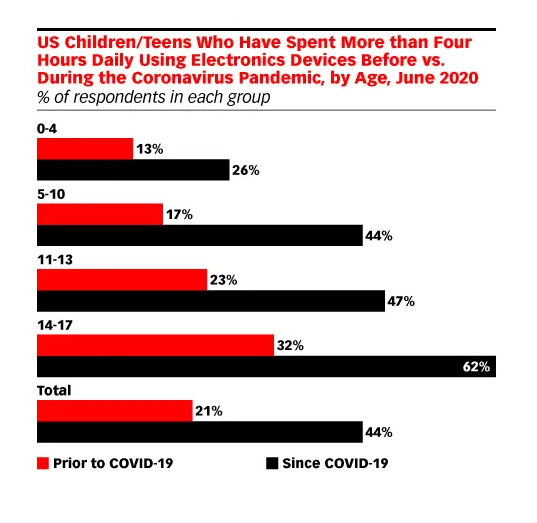 US Children/Teens Who Have Spent More than Four
Hours Daily Using Electronics Devices Before vs.
During the Coronavirus Pandemic, by Age, June 2020
% of respondents in each group
0-4
13%
26%
5-10
17%
44%
11-13
23%
47%
14-17
32%
62%
Total
21%
44%
Prior to COVID-19 Since COVID-19